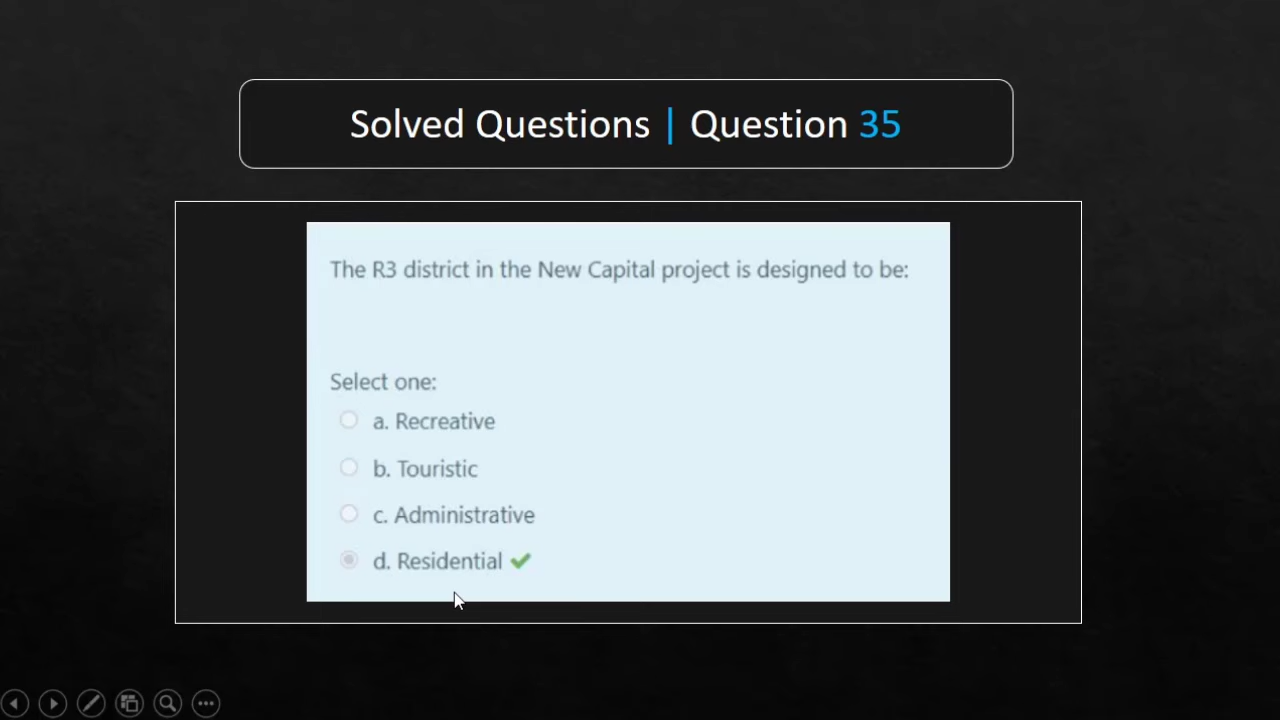 Solved Questions | Question 35
The R3 district in the New Capital project is designed to be:
Select one:
a. Recreative
b. Touristic
c. Administrative
d. Residential